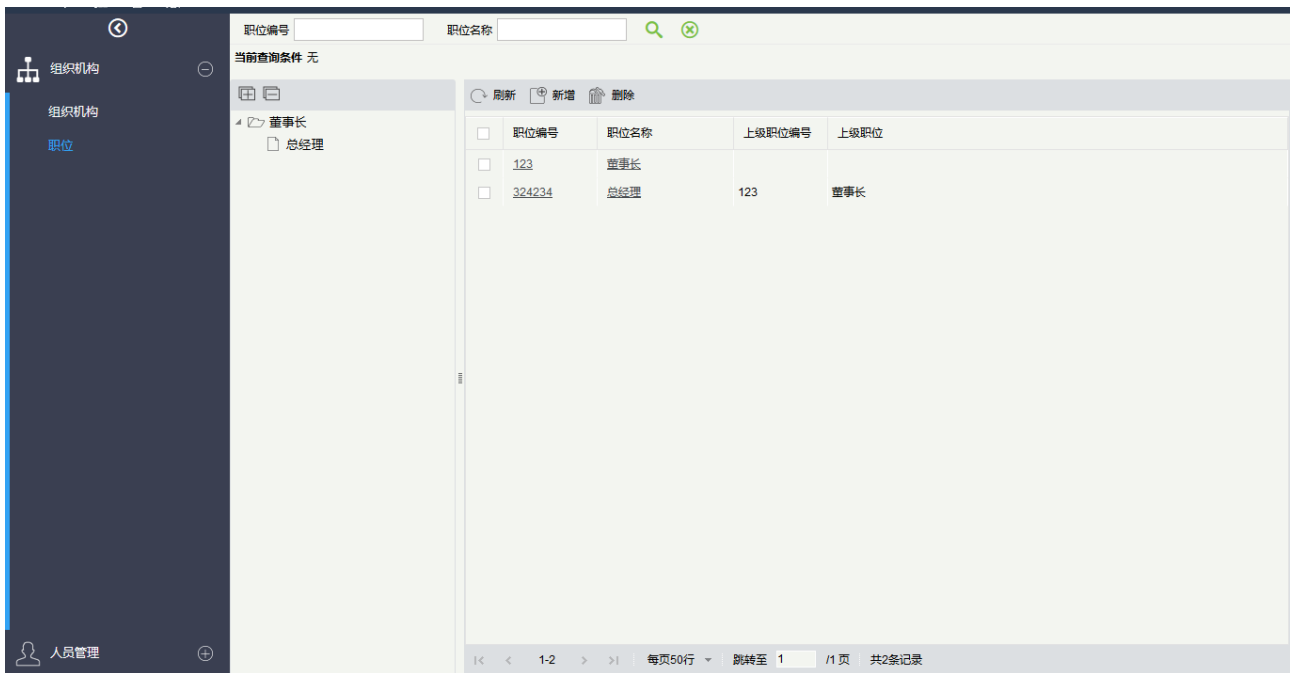 职位编号 职位名称
当前查询条件 无
组织机构
组织机构
职位
董事长
总经理
刷新 新增 删除
职位编号 职位名称 上级职位编号 上级职位
123 董事长
324234 总经理 123 董事长
人员管理
1-2 每页50行 跳转至 1 /1 页 共2条记录